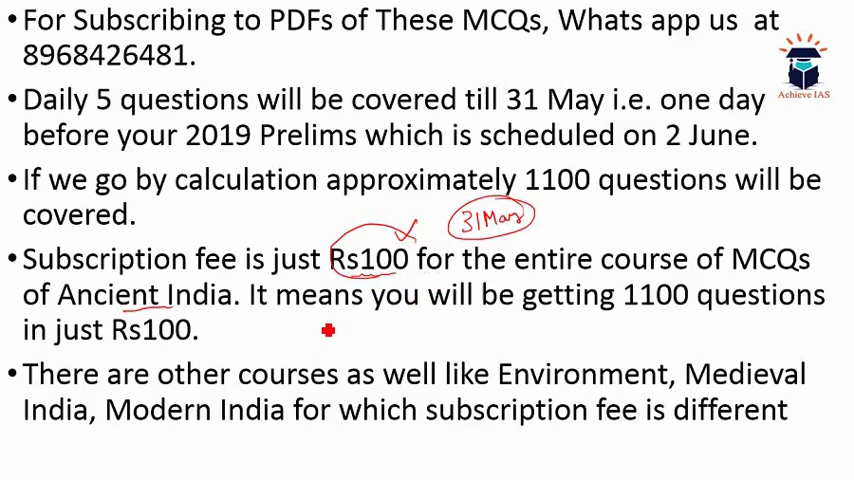 • For Subscribing to PDFs of These MCQs, Whats app us at
8968426481.
Achieve IAS
• Daily 5 questions will be covered till 31 May i.e. one day
before your 2019 Prelims which is scheduled on 2 June.
• If we go by calculation approximately 1100 questions will be
covered.
31 May
• Subscription fee is just Rs100 for the entire course of MCQs
of Ancient India. It means you will be getting 1100 questions
in just Rs100.
• There are other courses as well like Environment, Medieval
India, Modern India for which subscription fee is different